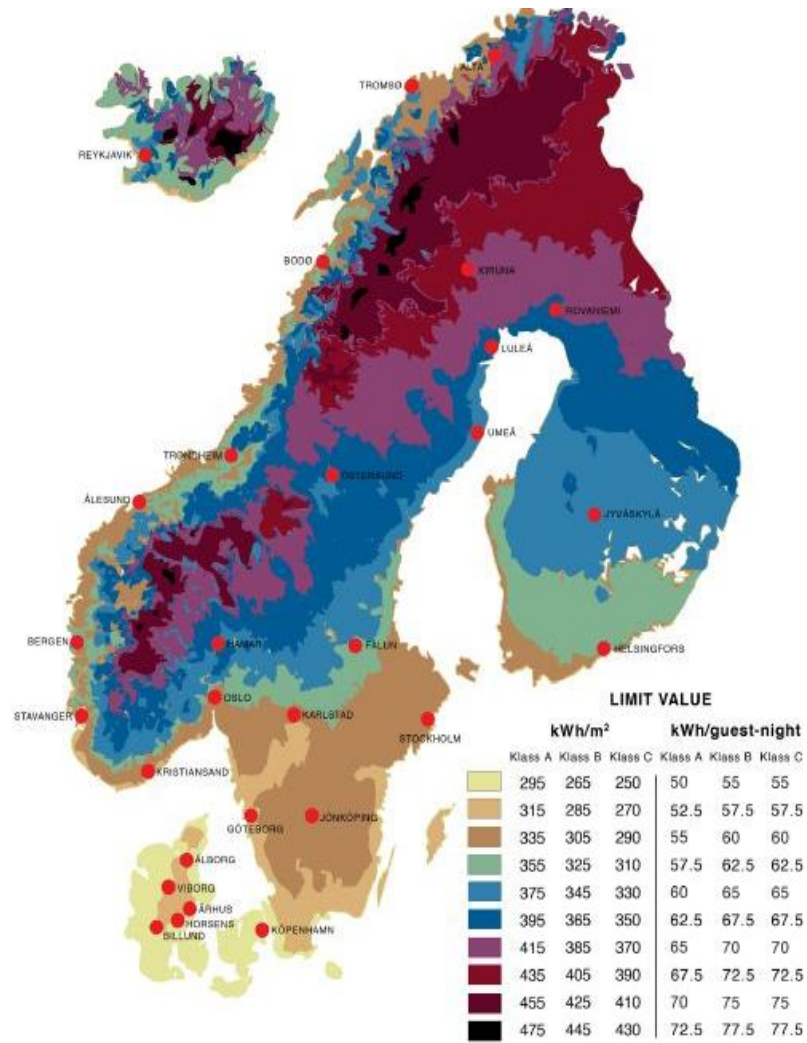 ALTA
TROMSØ
REYKJAVIK
BODØ
KIRUNA
ROVANIEMI
LULEÅ
UMEÅ
TRONDHEIM
ÖSTERSUND
ÅLESUND
JYVÄSKYLÄ
BERGEN
HAMAR
FALUN
HELSINGFORS
OSLO
STAVANGER
KARLSTAD
STOCKHOLM
KRISTIANSAND
GÖTEBORG
JÖNKÖPING
ÅLBORG
VIBORG
ÅRHUS
HORSENS
BILLUND
KÖPENHAMN
LIMIT VALUE
kWh/m² kWh/guest-night
Klass A Klass B Klass C Klass A Klass B Klass C
295 265 250 50 55 55
315 285 270 52.5 57.5 57.5
335 305 290 55 60 60
355 325 310 57.5 62.5 62.5
375 345 330 60 65 65
395 365 350 62.5 67.5 67.5
415 385 370 65 70 70
435 405 390 67.5 72.5 72.5
455 425 410 70 75 75
475 445 430 72.5 77.5 77.5